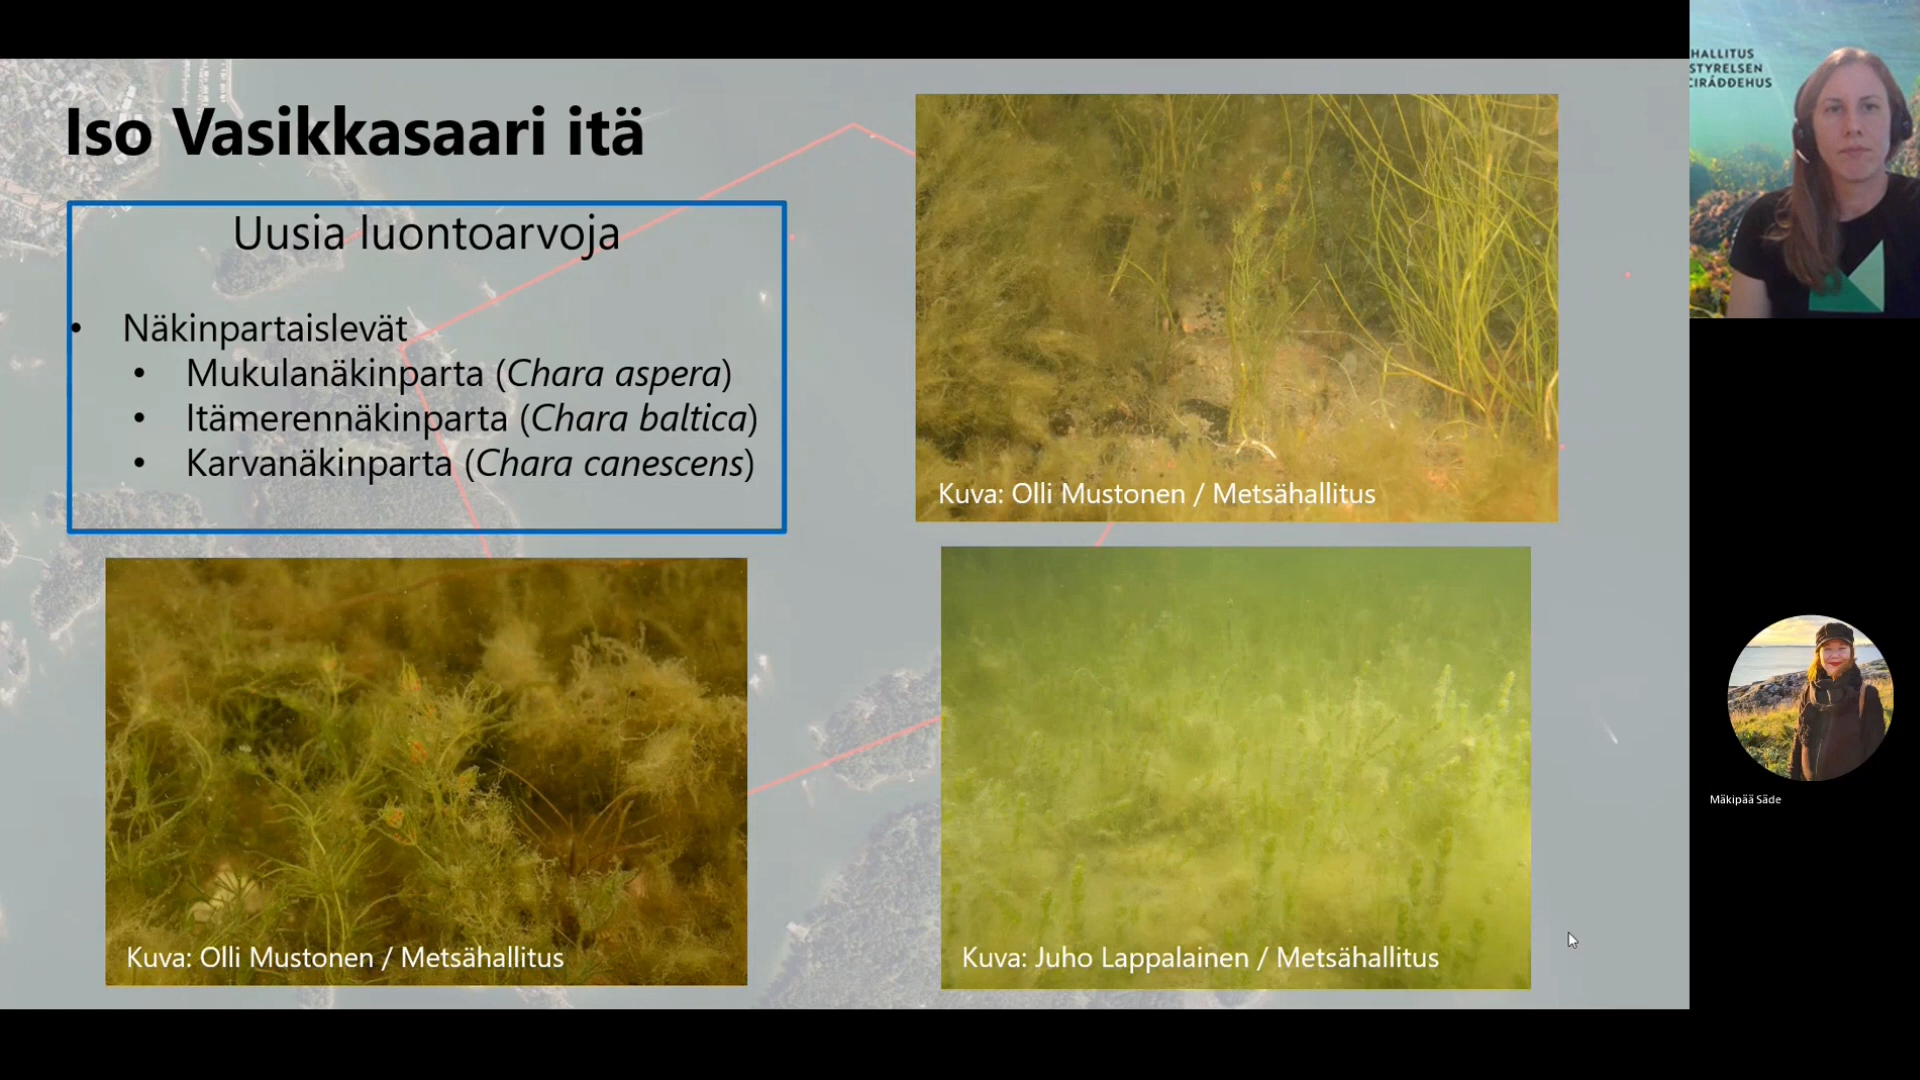 Iso Vasikkasaari itä
Uusia luontoarvoja
• Näkinpartaislevät
• Mukulanäkinparta (Chara aspera)
• Itämerennäkinparta (Chara baltica)
• Karvanäkinparta (Chara canescens)
Kuva: Olli Mustonen / Metsähallitus
Kuva: Olli Mustonen / Metsähallitus
Kuva: Juho Lappalainen / Metsähallitus
HALLITUS
STYRELSEN
CIRÁÐÐEHUS
Mäkipää Säde